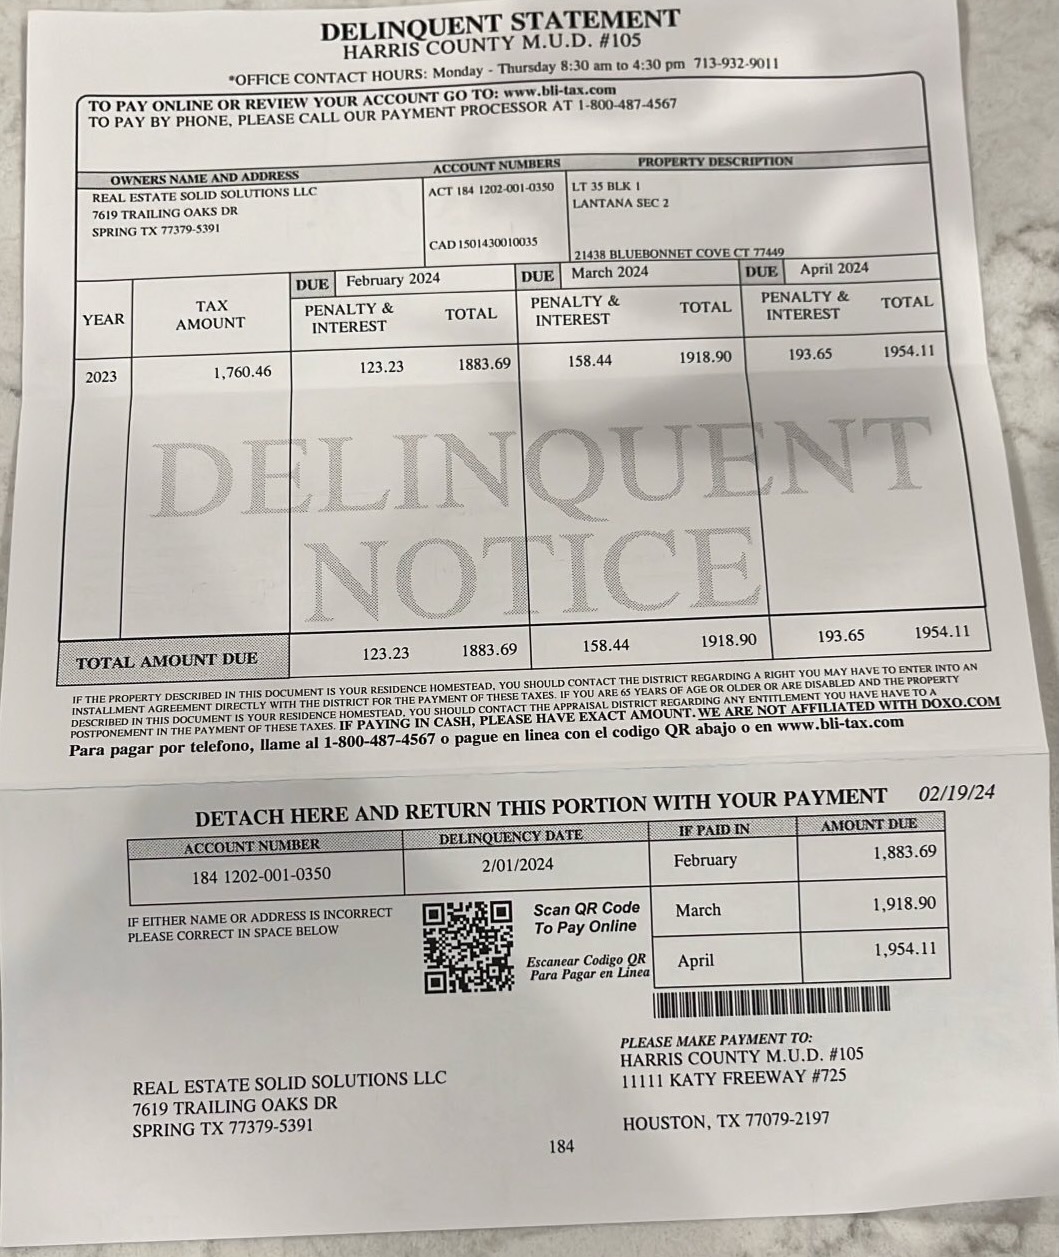 DELINQUENT STATEMENT
HARRIS COUNTY M.U.D. #105
*OFFICE CONTACT HOURS: Monday - Thursday 8:30 am to 4:30 pm 713-932-9011
TO PAY ONLINE OR REVIEW YOUR ACCOUNT GO TO: www.bli-tax.com
TO PAY BY PHONE, PLEASE CALL OUR PAYMENT PROCESSOR AT 1-800-487-4567
OWNERS NAME AND ADDRESS ACCOUNT NUMBERS PROPERTY DESCRIPTION
REAL ESTATE SOLID SOLUTIONS LLC ACT 184 1202-001-0350 LT 35 BLK 1
7619 TRAILING OAKS DR LANTANA SEC 2
SPRING TX 77379-5391
CAD 1501430010035 21438 BLUEBONNET COVE CT 77449
DUE February 2024 DUE March 2024 DUE April 2024
YEAR TAX AMOUNT PENALTY & INTEREST TOTAL PENALTY & INTEREST TOTAL PENALTY & INTEREST TOTAL
2023 1,760.46 123.23 1883.69 158.44 1918.90 193.65 1954.11
DELINQUENT
NOTICE
TOTAL AMOUNT DUE 123.23 1883.69 158.44 1918.90 193.65 1954.11
IF THE PROPERTY DESCRIBED IN THIS DOCUMENT IS YOUR RESIDENCE HOMESTEAD, YOU SHOULD CONTACT THE DISTRICT REGARDING A RIGHT YOU MAY HAVE TO ENTER INTO AN
INSTALLMENT AGREEMENT DIRECTLY WITH THE DISTRICT FOR THE PAYMENT OF THESE TAXES. IF YOU ARE 65 YEARS OF AGE OR OLDER OR ARE DISABLED AND THE PROPERTY
DESCRIBED IN THIS DOCUMENT IS YOUR RESIDENCE HOMESTEAD, YOU SHOULD CONTACT THE APPRAISAL DISTRICT REGARDING ANY ENTITLEMENT YOU HAVE HAVE TO A
POSTPONEMENT IN THE PAYMENT OF THESE TAXES. IF PAYING IN CASH, PLEASE HAVE EXACT AMOUNT. WE ARE NOT AFFILIATED WITH DOXO.COM
Para pagar por telefono, llame al 1-800-487-4567 o pague en linea con el codigo QR abajo o en www.bli-tax.com
DETACH HERE AND RETURN THIS PORTION WITH YOUR PAYMENT 02/19/24
ACCOUNT NUMBER DELINQUENCY DATE IF PAID IN AMOUNT DUE
184 1202-001-0350 2/01/2024 February 1,883.69
March 1,918.90
April 1,954.11
IF EITHER NAME OR ADDRESS IS INCORRECT
PLEASE CORRECT IN SPACE BELOW
Scan QR Code
To Pay Online
Escanear Codigo QR
Para Pagar en Linea
PLEASE MAKE PAYMENT TO:
HARRIS COUNTY M.U.D. #105
11111 KATY FREEWAY #725
HOUSTON, TX 77079-2197
REAL ESTATE SOLID SOLUTIONS LLC
7619 TRAILING OAKS DR
SPRING TX 77379-5391
184